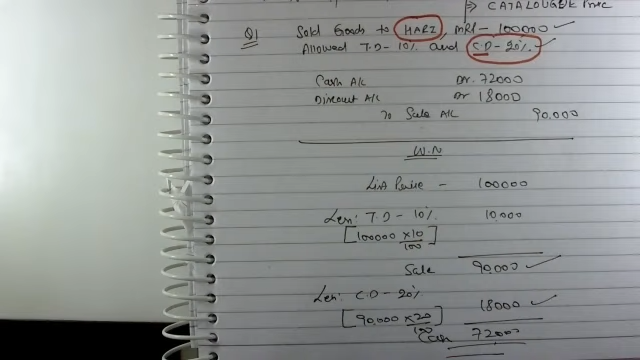 → CATALOUGUE Price
Q1 Sold Goods to HARI, MRP - 100000 ✓
Allowed T.D - 10% and C.D - 20% ✓
Cash A/c Dr. 72000
Discount A/c Dr 18000
To Sale A/c 90,000
W.N
List Price - 100000
Less: T.D - 10% 10,000
[100000 × 10/100]
Sale 90,000 ✓
Less: C.D - 20% 18000 ✓
[90,000 × 20/100]
Cash 72000